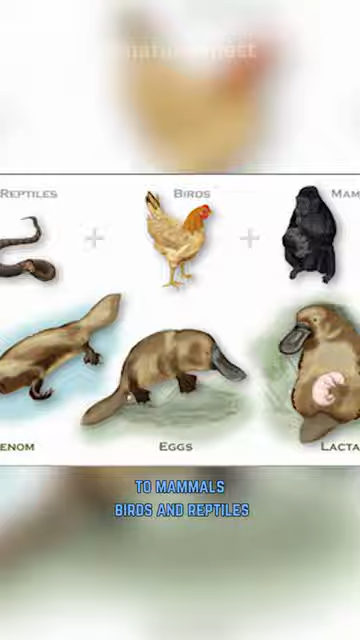 REPTILES
BIRDS
MAM
ENOM
EGGS
LACTA
TO MAMMALS
BIRDS AND REPTILES